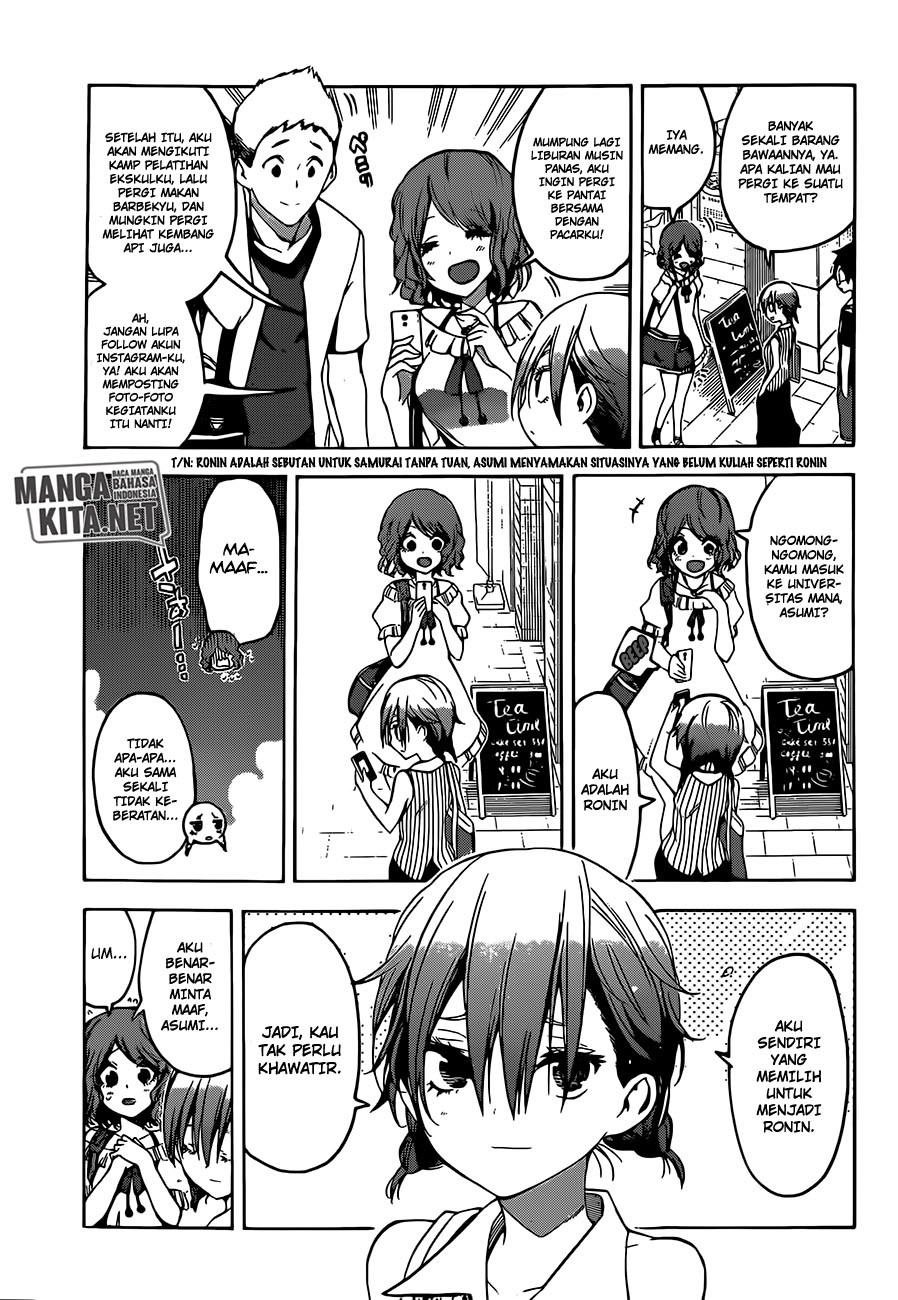 BANYAK
SEKALI BARANG
BAWAANNYA, YA.
APA KALIAN MAU
PERGI KE SUATU
TEMPAT?
IYA
MEMANG.
Tea
Time
MUMPUNG LAGI
LIBURAN MUSIN
PANAS, AKU
INGIN PERGI
KE PANTAI
BERSAMA
DENGAN
PACARKU!
SETELAH ITU, AKU
AKAN MENGIKUTI
KAMP PELATIHAN
EKSKULKU, LALU
PERGI MAKAN
BARBEKYU, DAN
MUNGKIN PERGI
MELIHAT KEMBANG
API JUGA...
AH,
JANGAN LUPA
FOLLOW AKUN
INSTAGRAM-KU,
YA! AKU AKAN
MEMPOSTING
FOTO-FOTO
KEGIATANKU
ITU NANTI!
T/N: RONIN ADALAH SEBUTAN UNTUK SAMURAI TANPA TUAN, ASUMI MENYAMAKAN SITUASINYA YANG BELUM KULIAH SEPERTI RONIN
MANGA
BACA MANGA
BAHASA
INDONESIA
KITA.NET
NGOMONG-
NGOMONG,
KAMU MASUK
KE UNIVER-
SITAS MANA,
ASUMI?
BEEP
Tea
Time
AKU
ADALAH
RONIN
Tea
Time
MA-
MAAF...
TIDAK
APA-APA...
AKU SAMA
SEKALI
TIDAK KE-
BERATAN...
AKU
SENDIRI
YANG
MEMILIH
UNTUK
MENJADI
RONIN.
JADI, KAU
TAK PERLU
KHAWATIR.
AKU
BENAR-
BENAR
MINTA
MAAF,
ASUMI...
UM...